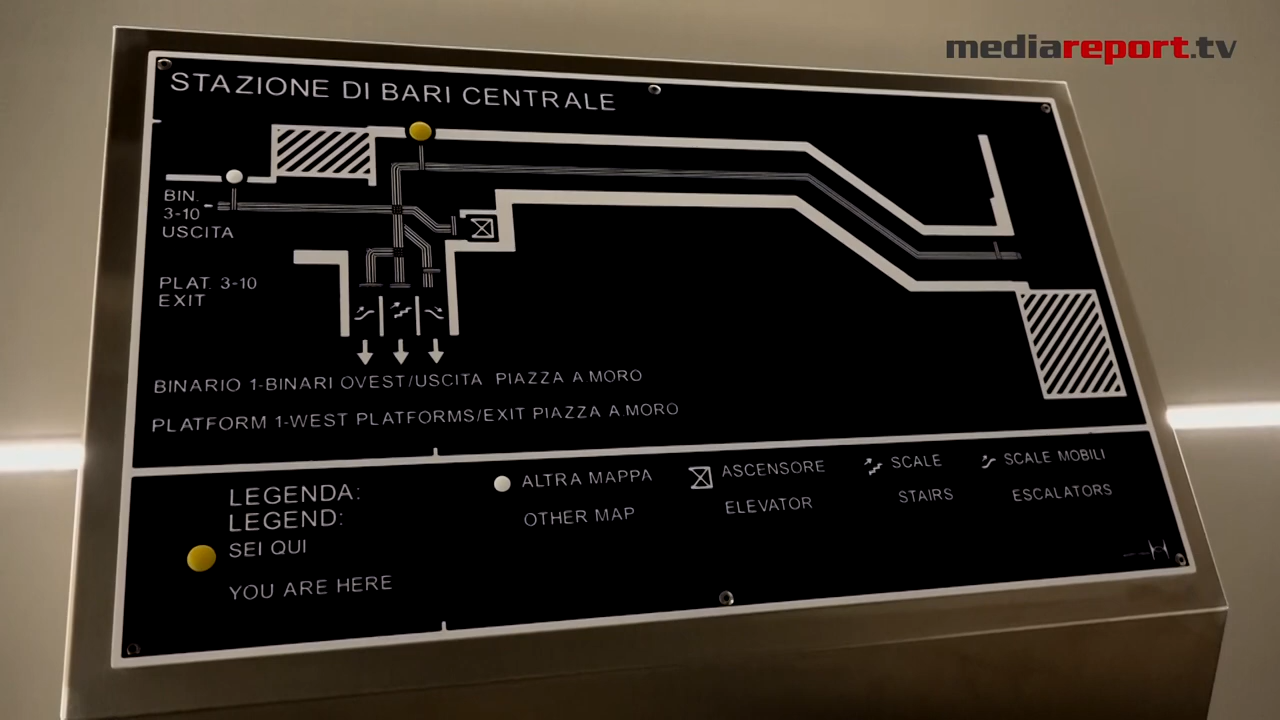 mediareport.tv
STAZIONE DI BARI CENTRALE
BIN.
3-10
USCITA
PLAT. 3-10
EXIT
BINARIO 1-BINARI OVEST/USCITA PIAZZA A.MORO
PLATFORM 1-WEST PLATFORMS/EXIT PIAZZA A.MORO
LEGENDA:
LEGEND:
SEI QUI
YOU ARE HERE
ALTRA MAPPA
OTHER MAP
ASCENSORE
ELEVATOR
SCALE
STAIRS
SCALE MOBILI
ESCALATORS